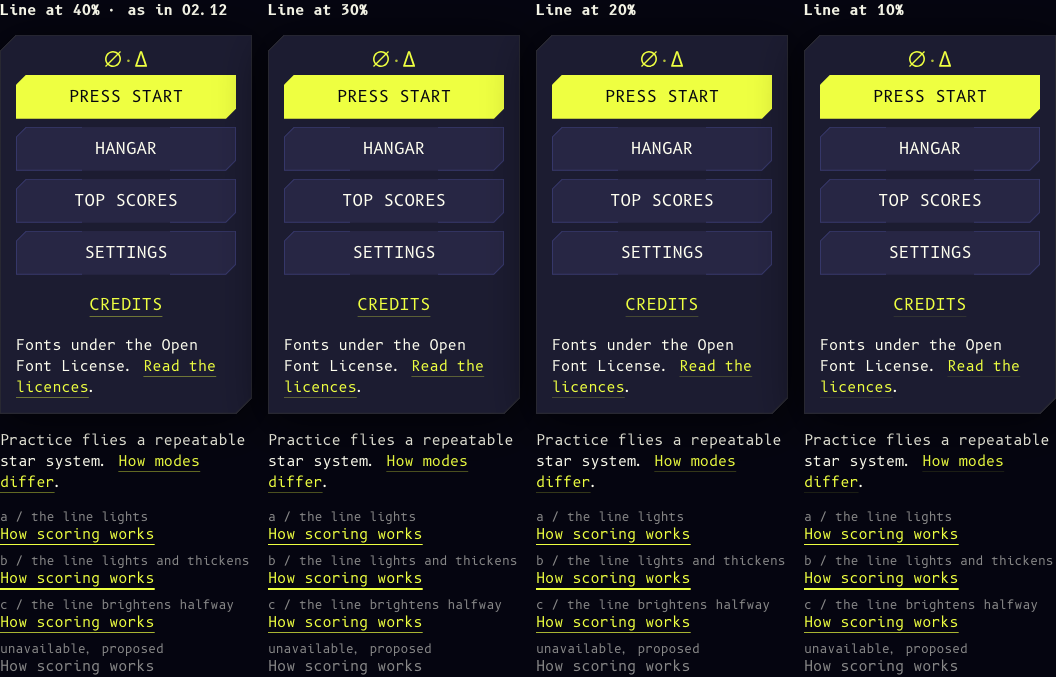 Line at 40% · as in 02.12
Ø·Δ
PRESS START
HANGAR
TOP SCORES
SETTINGS
CREDITS
Fonts under the Open
Font License. Read the
licences.
Practice flies a repeatable
star system. How modes
differ.
a / the line lights
How scoring works
b / the line lights and thickens
How scoring works
c / the line brightens halfway
How scoring works
unavailable, proposed
How scoring works
Line at 30%
Ø·Δ
PRESS START
HANGAR
TOP SCORES
SETTINGS
CREDITS
Fonts under the Open
Font License. Read the
licences.
Practice flies a repeatable
star system. How modes
differ.
a / the line lights
How scoring works
b / the line lights and thickens
How scoring works
c / the line brightens halfway
How scoring works
unavailable, proposed
How scoring works
Line at 20%
Ø·Δ
PRESS START
HANGAR
TOP SCORES
SETTINGS
CREDITS
Fonts under the Open
Font License. Read the
licences.
Practice flies a repeatable
star system. How modes
differ.
a / the line lights
How scoring works
b / the line lights and thickens
How scoring works
c / the line brightens halfway
How scoring works
unavailable, proposed
How scoring works
Line at 10%
Ø·Δ
PRESS START
HANGAR
TOP SCORES
SETTINGS
CREDITS
Fonts under the Open
Font License. Read the
licences.
Practice flies a repeatable
star system. How modes
differ.
a / the line lights
How scoring works
b / the line lights and thickens
How scoring works
c / the line brightens halfway
How scoring works
unavailable, proposed
How scoring works